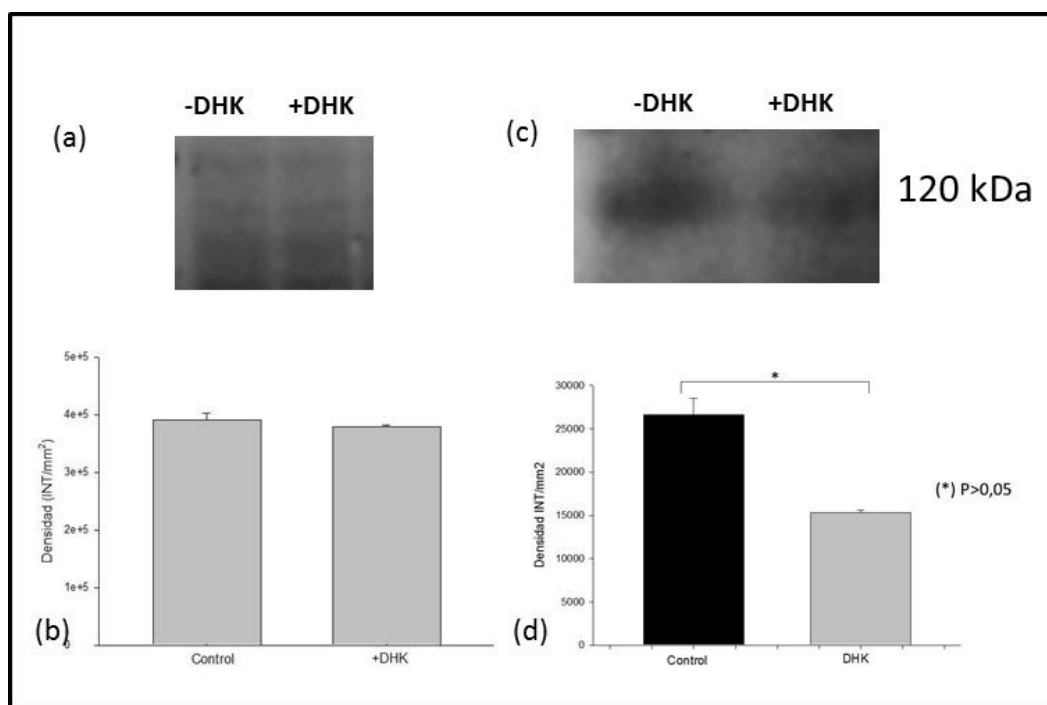 -DHK +DHK
(a)
-DHK +DHK
(c)
120 kDa
5e+5
4e+5
3e+5
2e+5
1e+5
0
Densidad (INT/mm²)
Control +DHK
(b)
30000
25000
20000
15000
10000
5000
0
Densidad INT/mm2
*
(*) P>0,05
Control DHK
(d)